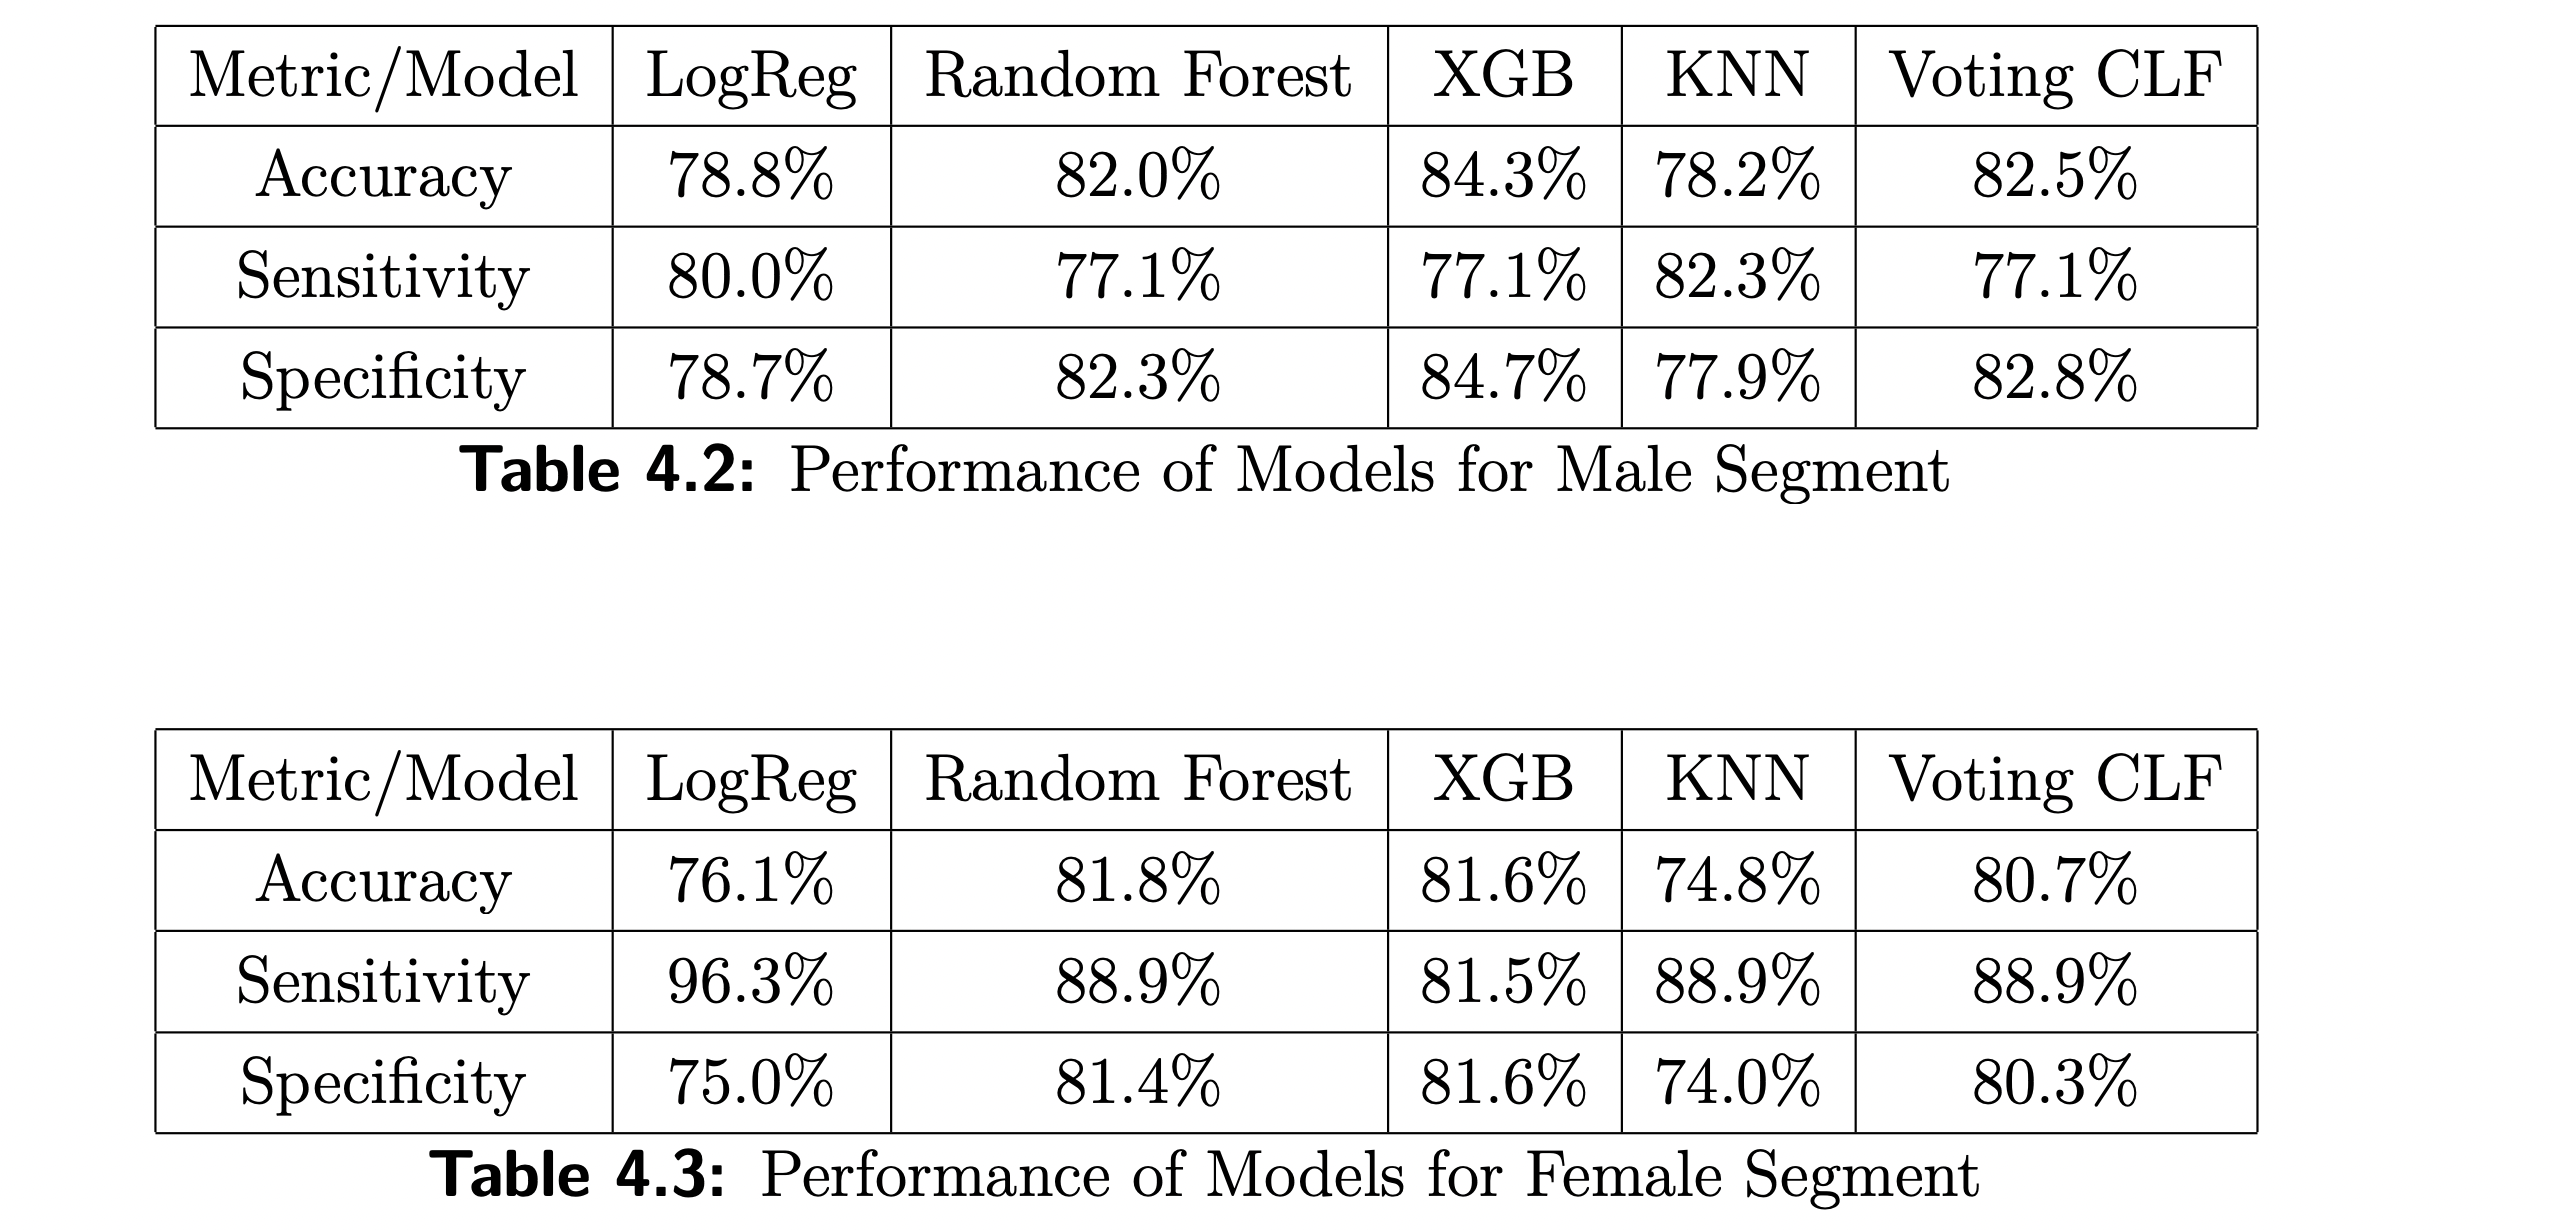 Metric/Model LogReg Random Forest XGB KNN Voting CLF
Accuracy 78.8% 82.0% 84.3% 78.2% 82.5%
Sensitivity 80.0% 77.1% 77.1% 82.3% 77.1%
Specificity 78.7% 82.3% 84.7% 77.9% 82.8%
Table 4.2: Performance of Models for Male Segment
Metric/Model LogReg Random Forest XGB KNN Voting CLF
Accuracy 76.1% 81.8% 81.6% 74.8% 80.7%
Sensitivity 96.3% 88.9% 81.5% 88.9% 88.9%
Specificity 75.0% 81.4% 81.6% 74.0% 80.3%
Table 4.3: Performance of Models for Female Segment